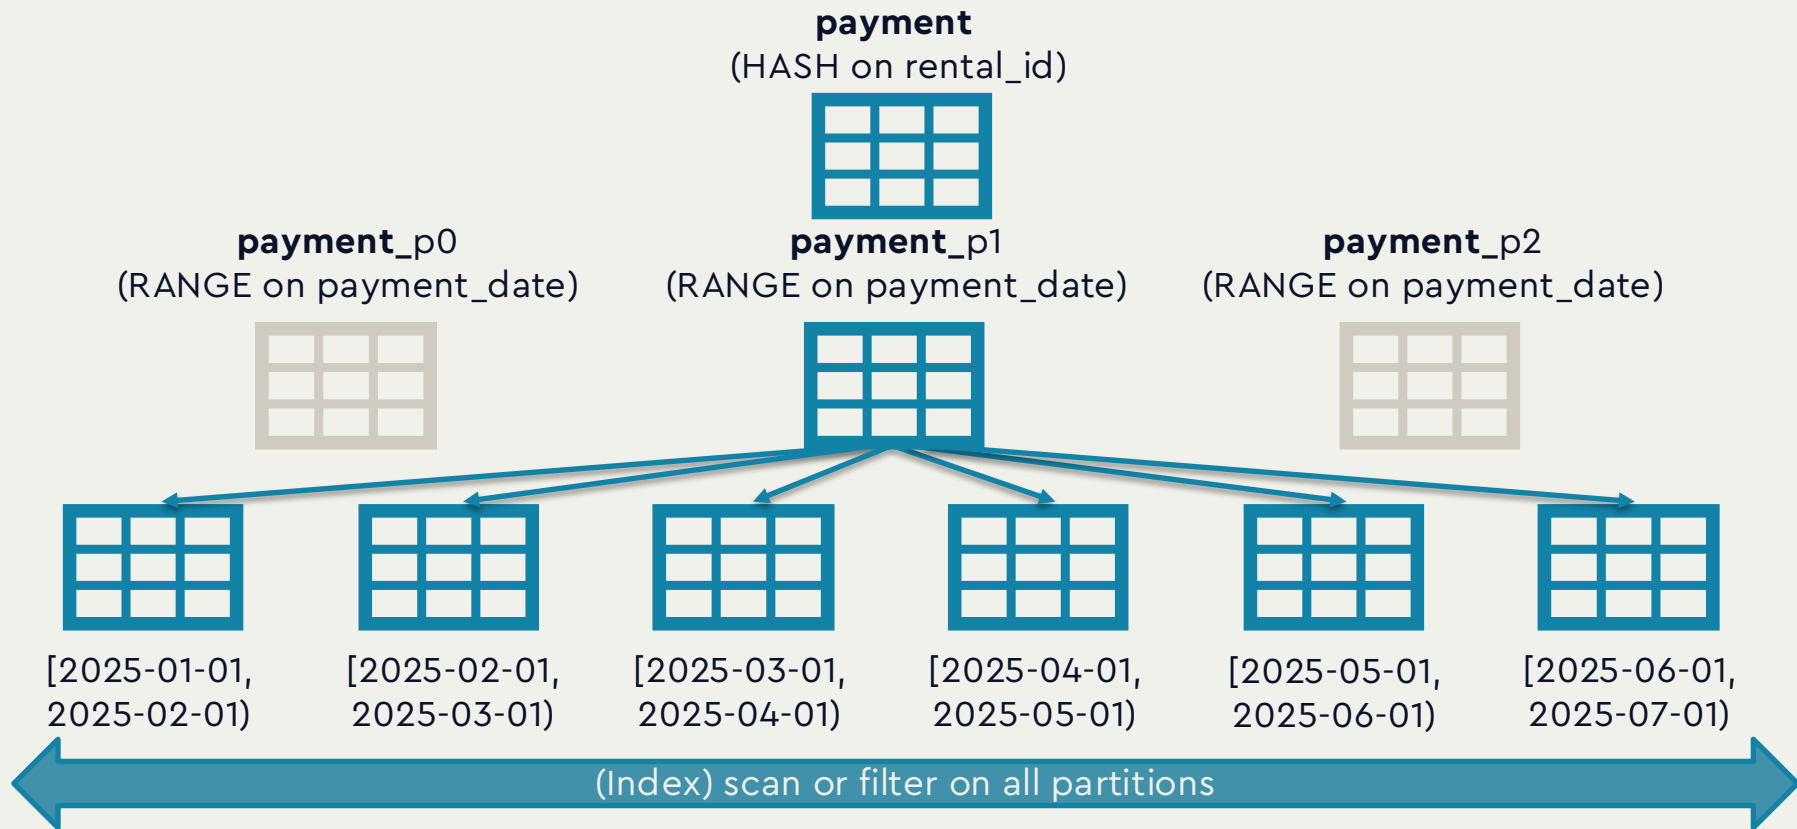 payment
(HASH on rental_id)
payment_p0
(RANGE on payment_date)
payment_p1
(RANGE on payment_date)
payment_p2
(RANGE on payment_date)
[2025-01-01,
2025-02-01)
[2025-02-01,
2025-03-01)
[2025-03-01,
2025-04-01)
[2025-04-01,
2025-05-01)
[2025-05-01,
2025-06-01)
[2025-06-01,
2025-07-01)
(Index) scan or filter on all partitions